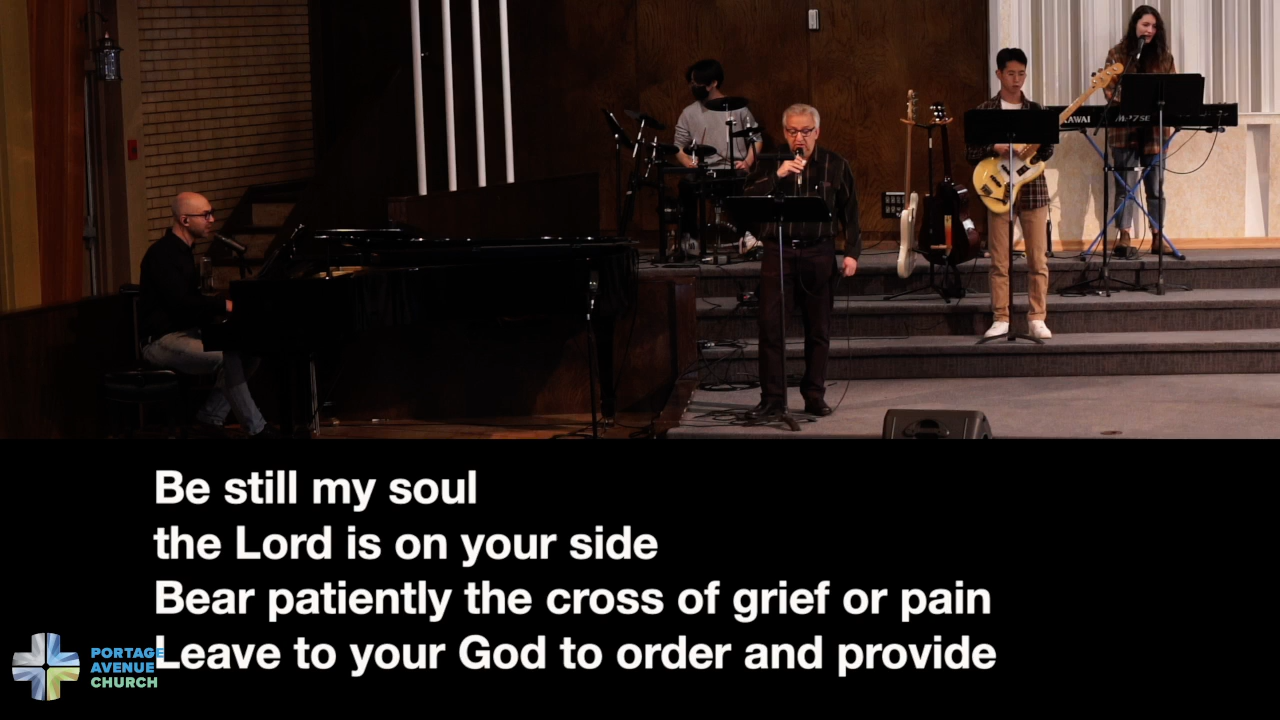 KAWAI
Be still my soul
the Lord is on your side
Bear patiently the cross of grief or pain
Leave to your God to order and provide
PORTAGE
AVENUE
CHURCH